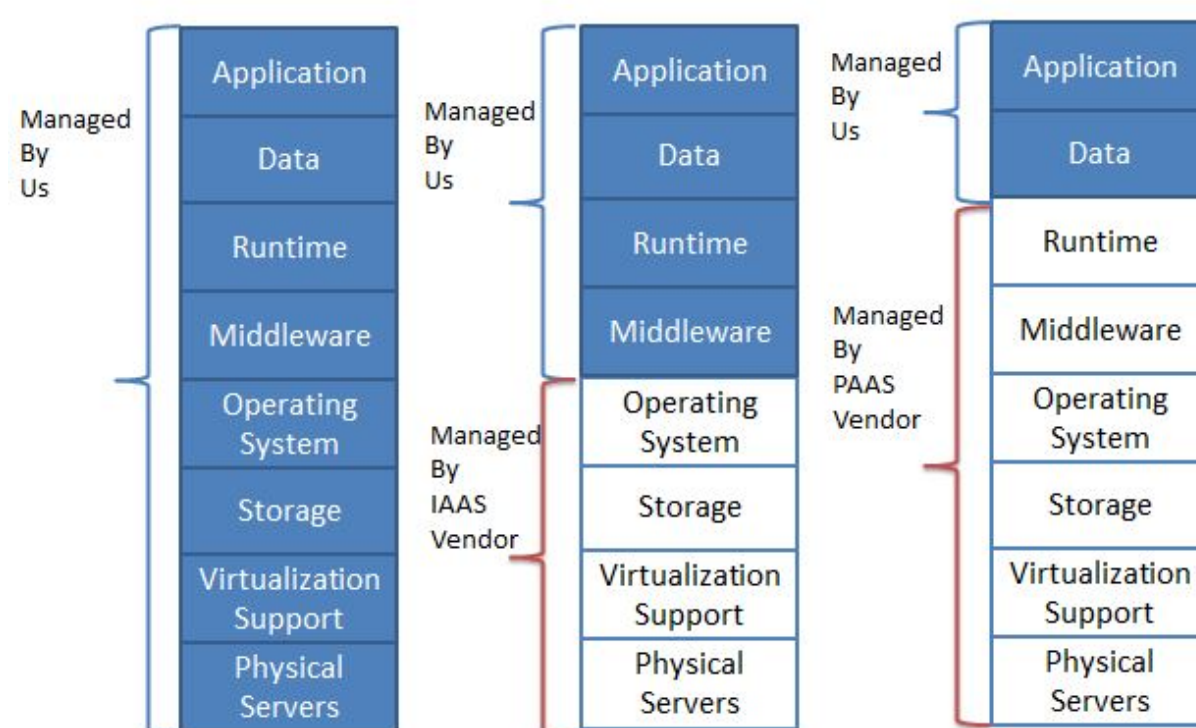 Managed
By
Us
Application
Data
Runtime
Middleware
Operating
System
Storage
Virtualization
Support
Physical
Servers
Managed
By
Us
Managed
By
IAAS
Vendor
Application
Data
Runtime
Middleware
Operating
System
Storage
Virtualization
Support
Physical
Servers
Managed
By
Us
Managed
By
PAAS
Vendor
Application
Data
Runtime
Middleware
Operating
System
Storage
Virtualization
Support
Physical
Servers